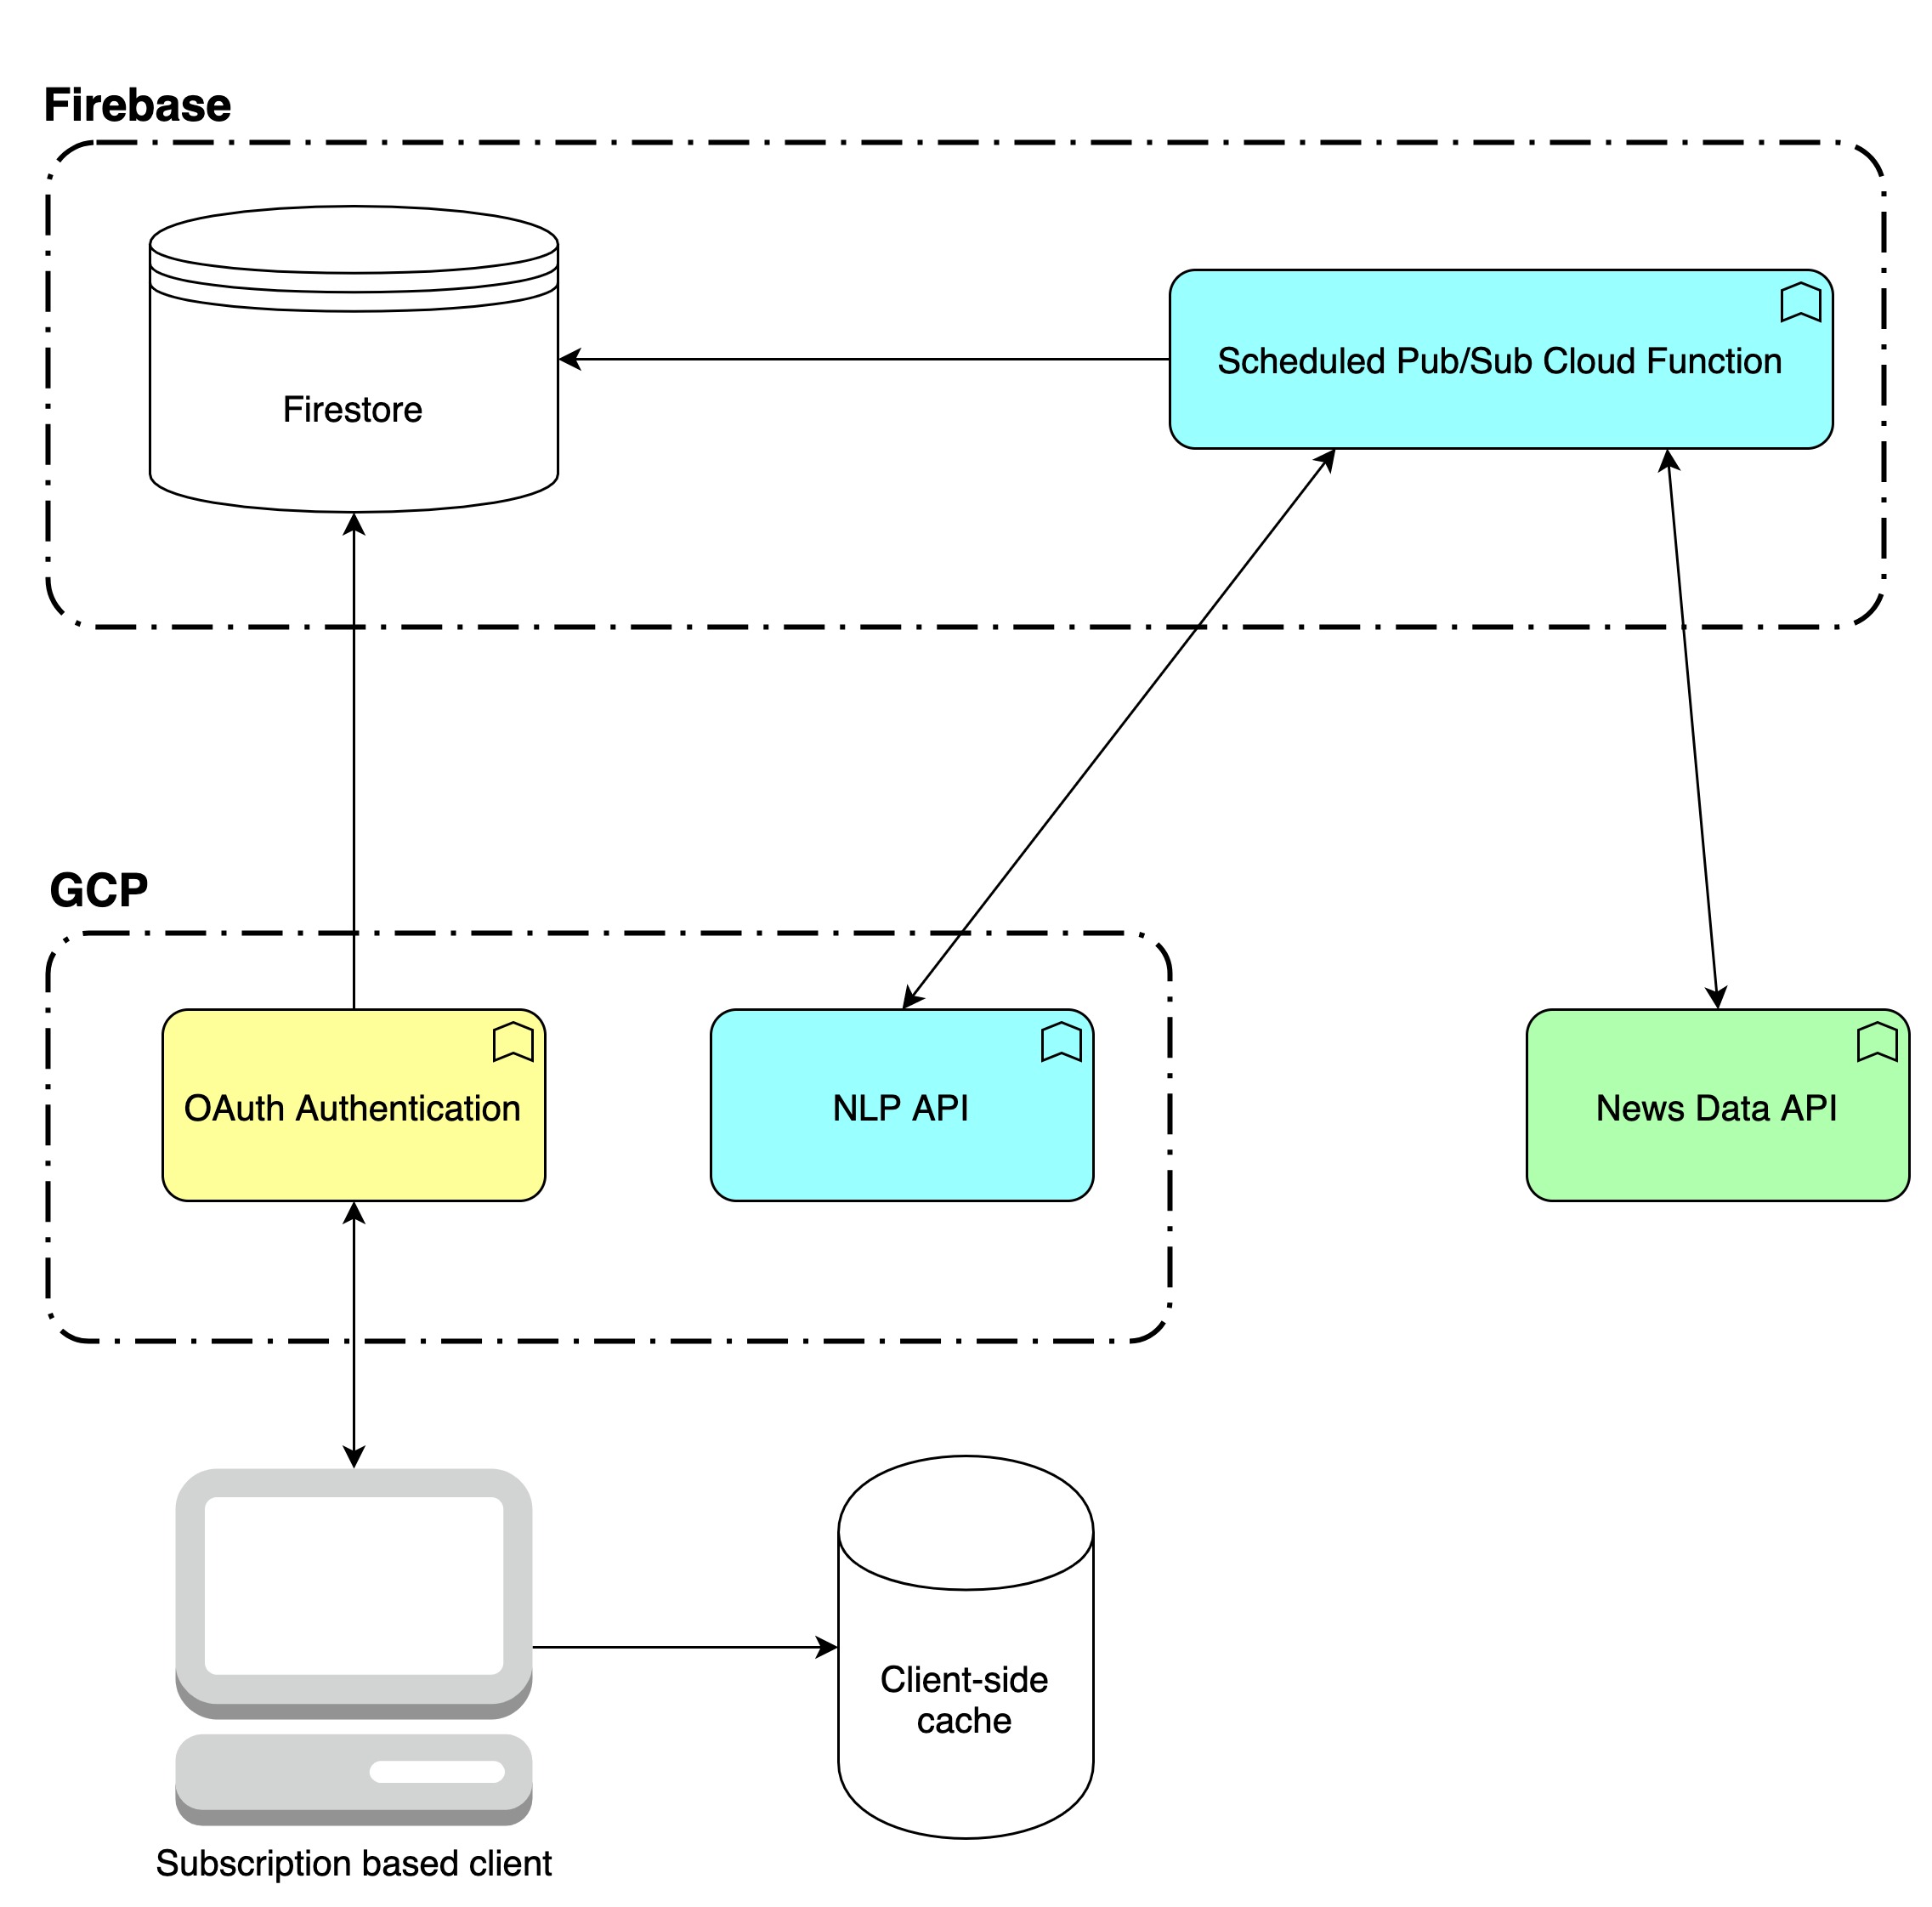 Firebase
Scheduled Pub/Sub Cloud Function
Firestore
GCP
OAuth Authentication
NLP API
News Data API
Client-side
cache
Subscription based client